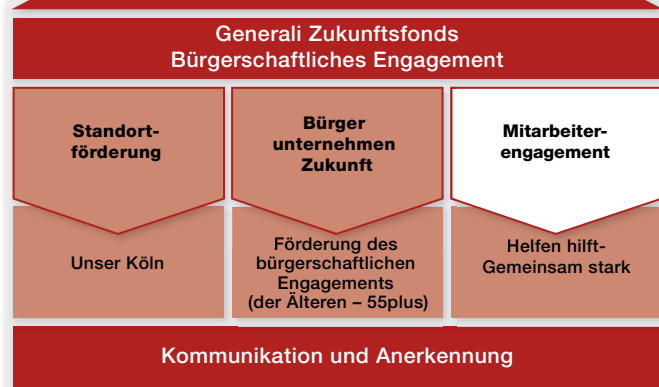 Generali Zukunftsfonds
Bürgerschaftliches Engagement
Standort-
förderung
Bürger
unternehmen
Zukunft
Mitarbeiter-
engagement
Unser Köln
Förderung des
bürgerschaftlichen
Engagements
(der Älteren – 55plus)
Helfen hilft-
Gemeinsam stark
Kommunikation und Anerkennung